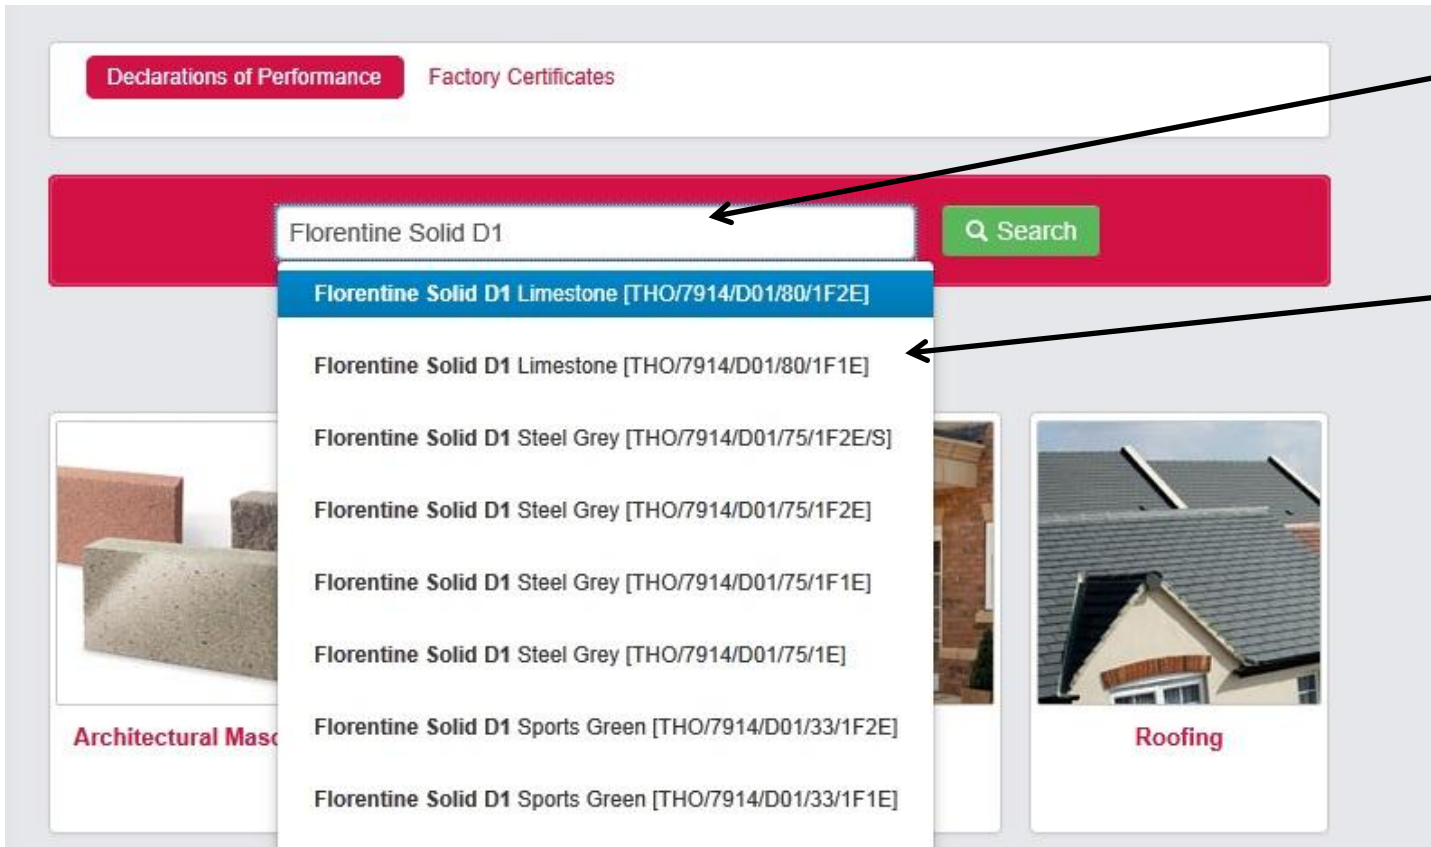 Declarations of Performance Factory Certificates
Florentine Solid D1
Search
Florentine Solid D1 Limestone [THO/7914/D01/80/1F2E]
Florentine Solid D1 Limestone [THO/7914/D01/80/1F1E]
Florentine Solid D1 Steel Grey [THO/7914/D01/75/1F2E/S]
Florentine Solid D1 Steel Grey [THO/7914/D01/75/1F2E]
Florentine Solid D1 Steel Grey [THO/7914/D01/75/1F1E]
Florentine Solid D1 Steel Grey [THO/7914/D01/75/1E]
Florentine Solid D1 Sports Green [THO/7914/D01/33/1F2E]
Florentine Solid D1 Sports Green [THO/7914/D01/33/1F1E]
Architectural
Roofing